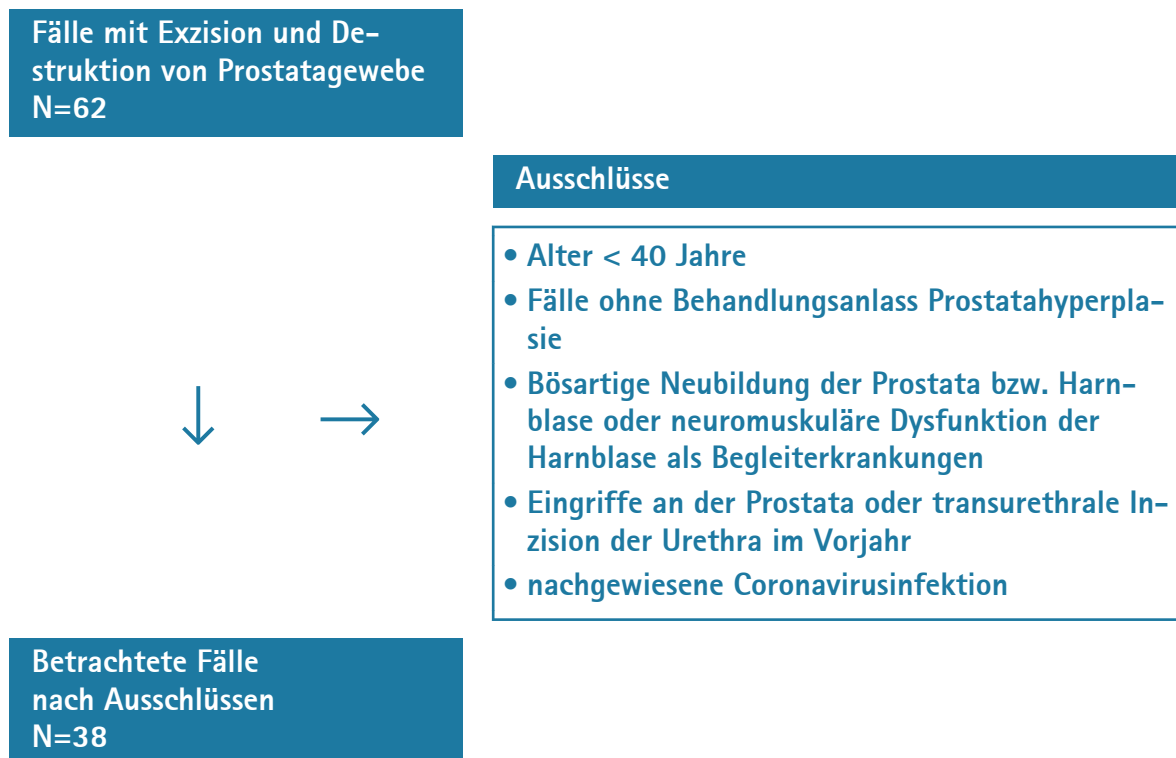 Fälle mit Exzision und De-
struktion von Prostatagewebe
N=62
Ausschlüsse
• Alter < 40 Jahre
• Fälle ohne Behandlungsanlass Prostatahyperpla-
sie
• Bösartige Neubildung der Prostata bzw. Harn-
blase oder neuromuskuläre Dysfunktion der
Harnblase als Begleiterkrankungen
• Eingriffe an der Prostata oder transurethrale In-
zision der Urethra im Vorjahr
• nachgewiesene Coronavirusinfektion
Betrachtete Fälle
nach Ausschlüssen
N=38